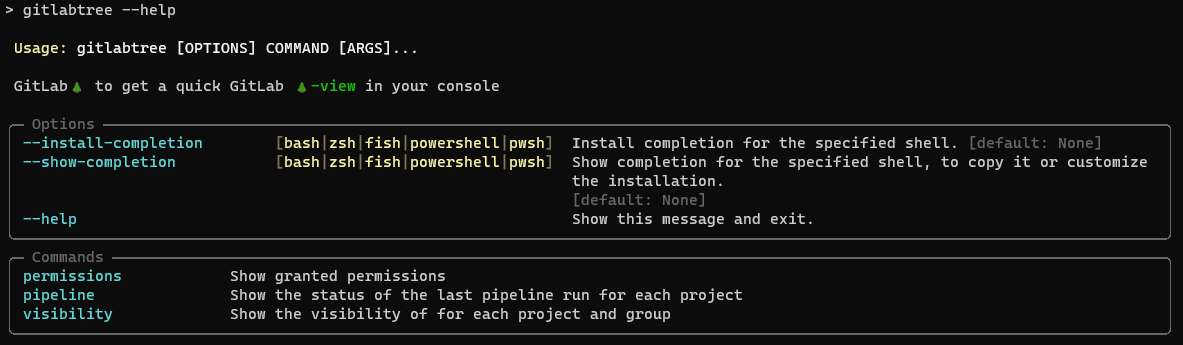 > gitlabtree --help
Usage: gitlabtree [OPTIONS] COMMAND [ARGS]...
GitLab🌲 to get a quick GitLab 🌲-view in your console
Options
--install-completion [bash|zsh|fish|powershell|pwsh] Install completion for the specified shell. [default: None]
--show-completion [bash|zsh|fish|powershell|pwsh] Show completion for the specified shell, to copy it or customize
the installation.
[default: None]
--help Show this message and exit.
Commands
permissions Show granted permissions
pipeline Show the status of the last pipeline run for each project
visibility Show the visibility of for each project and group